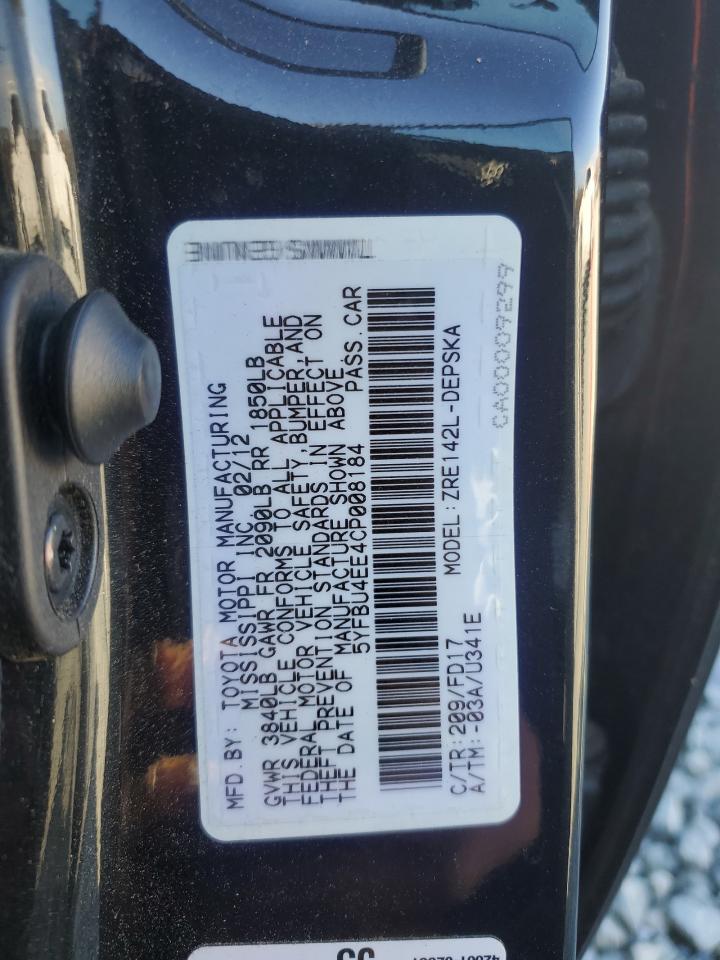 MFD.BY: TOYOTA MOTOR MANUFACTURING
MISSISSIPPI INC 02/12
GVWR 3840LB GAWR FR 2090LB RR 1850LB
THIS VEHICLE CONFORMS TO ALL APPLICABLE
FEDERAL MOTOR VEHICLE SAFETY,BUMPER,AND
THEFT PREVENTION STANDARDS IN EFFECT ON
THE DATE OF MANUFACTURE SHOWN ABOVE
5YFBU4EE4CP008184 PASS.CAR
C/TR:209/FD17 MODEL:ZRE142L-DEPSKA
A/TM:-03A/U341E
CA00009299